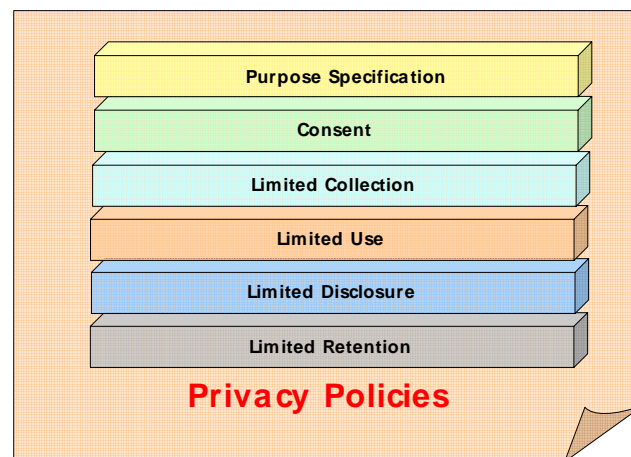 Purpose Specification
Consent
Limited Collection
Limited Use
Limited Disclosure
Limited Retention
Privacy Policies